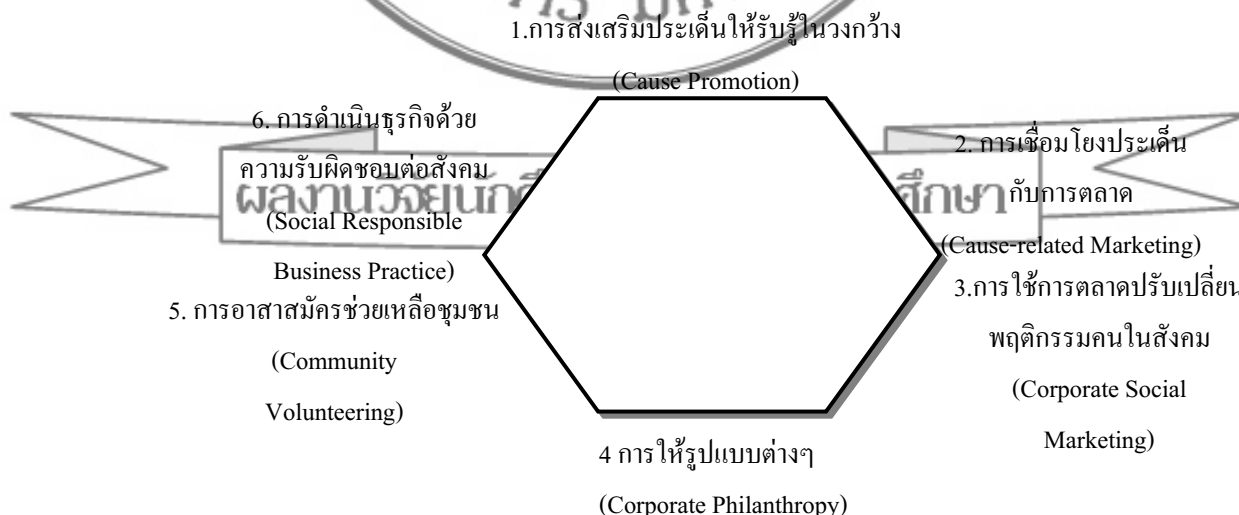 1.การส่งเสริมประเด็นให้รับรู้ในวงกว้าง
(Cause Promotion)
2. การเชื่อมโยงประเด็น
กับการตลาด
(Cause-related Marketing)
3.การใช้การตลาดปรับเปลี่ยน
พฤติกรรมคนในสังคม
(Corporate Social
Marketing)
4 การให้รูปแบบต่างๆ
(Corporate Philanthropy)
5. การอาสาสมัครช่วยเหลือชุมชน
(Community
Volunteering)
6. การดำเนินธุรกิจด้วย
ความรับผิดชอบต่อสังคม
(Social Responsible
Business Practice)
ผลงานวิจัย